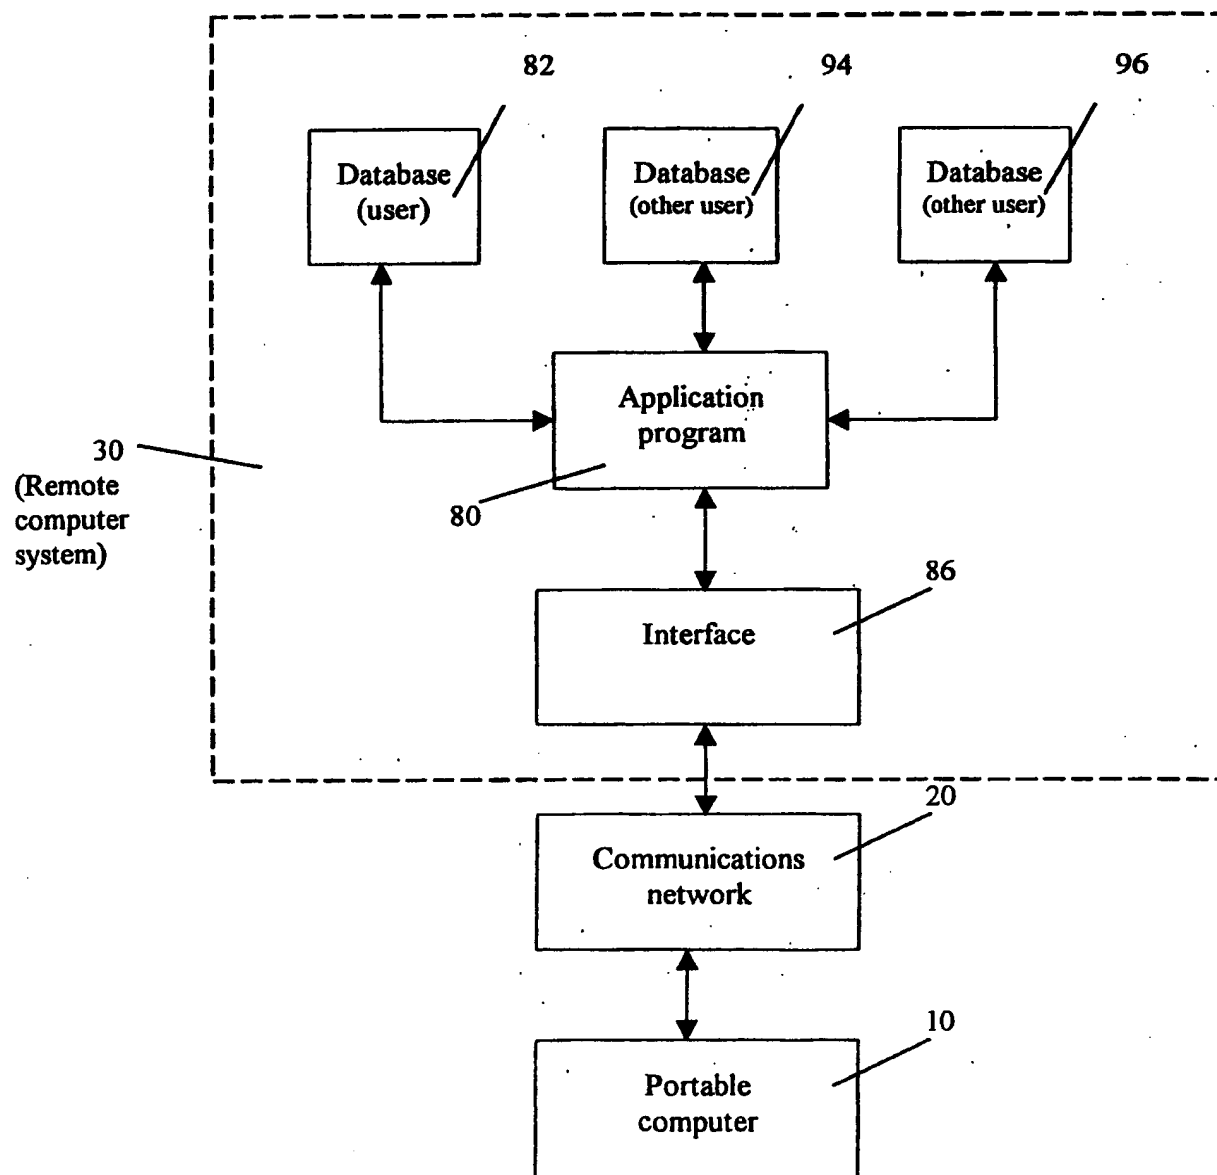 82
94
96
Database
(user)
Database
(other user)
Database
(other user)
Application
program
30
(Remote
computer
system)
80
86
Interface
20
Communications
network
10
Portable
computer